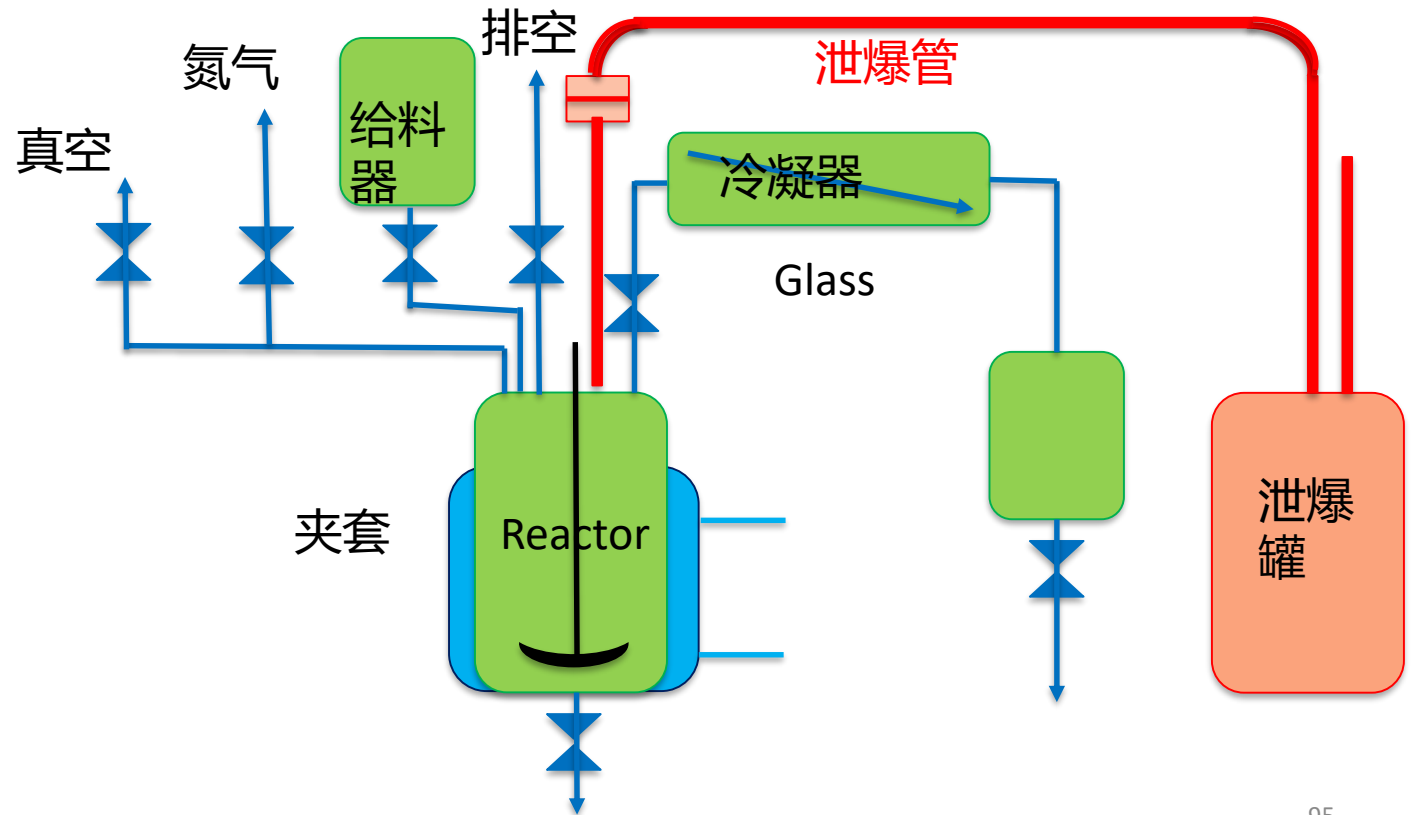 排空
氮气
泄爆管
给料
器
真空
冷凝器
Glass
夹套
Reactor
泄爆
罐